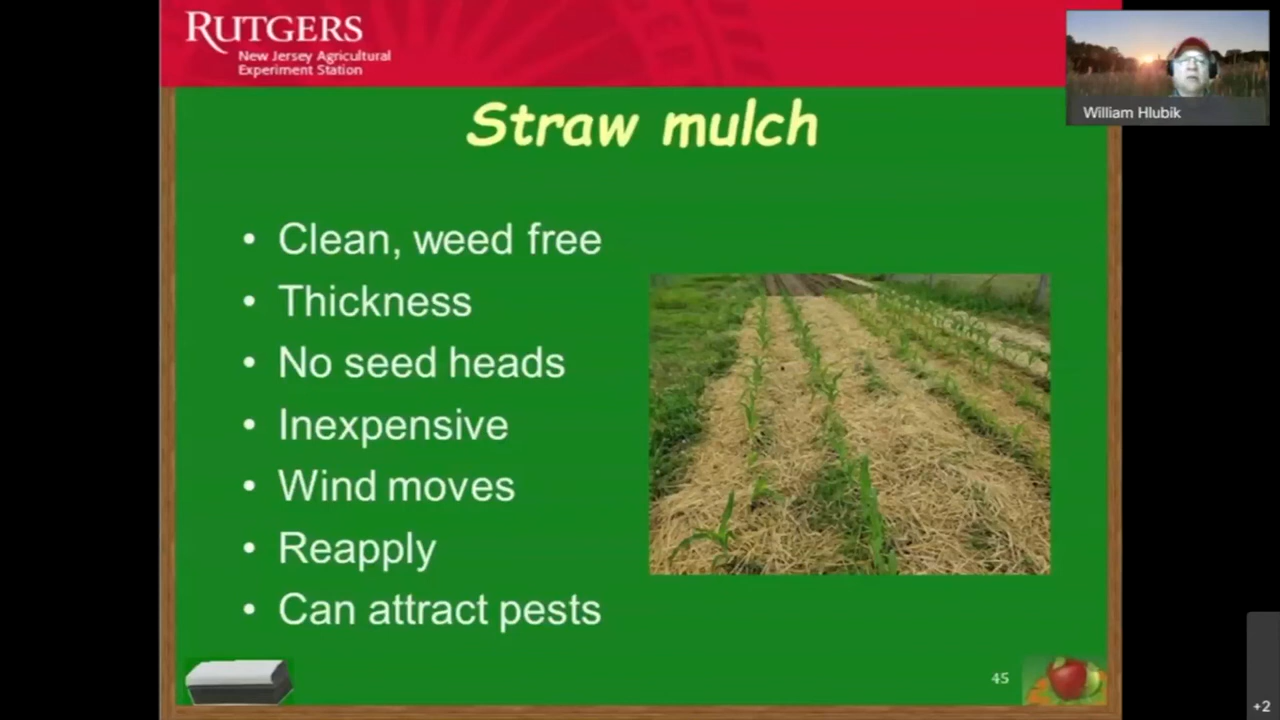 RUTGERS
New Jersey Agricultural
Experiment Station
William Hlubik
Straw mulch
• Clean, weed free
• Thickness
• No seed heads
• Inexpensive
• Wind moves
• Reapply
• Can attract pests
45
+2